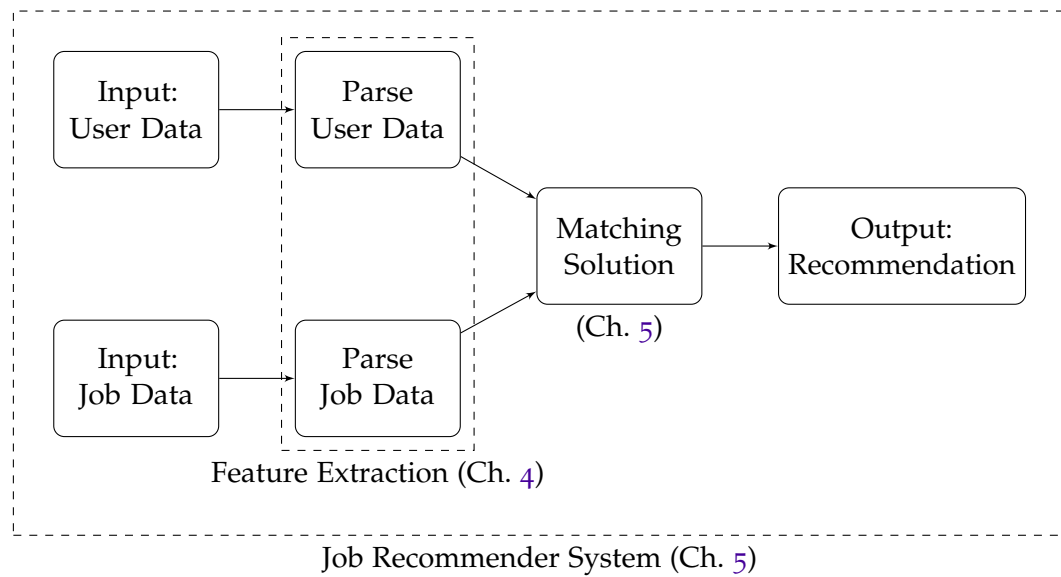 Input:
User Data
Parse
User Data
Matching
Solution
(Ch. 5)
Output:
Recommendation
Input:
Job Data
Parse
Job Data
Feature Extraction (Ch. 4)
Job Recommender System (Ch. 5)